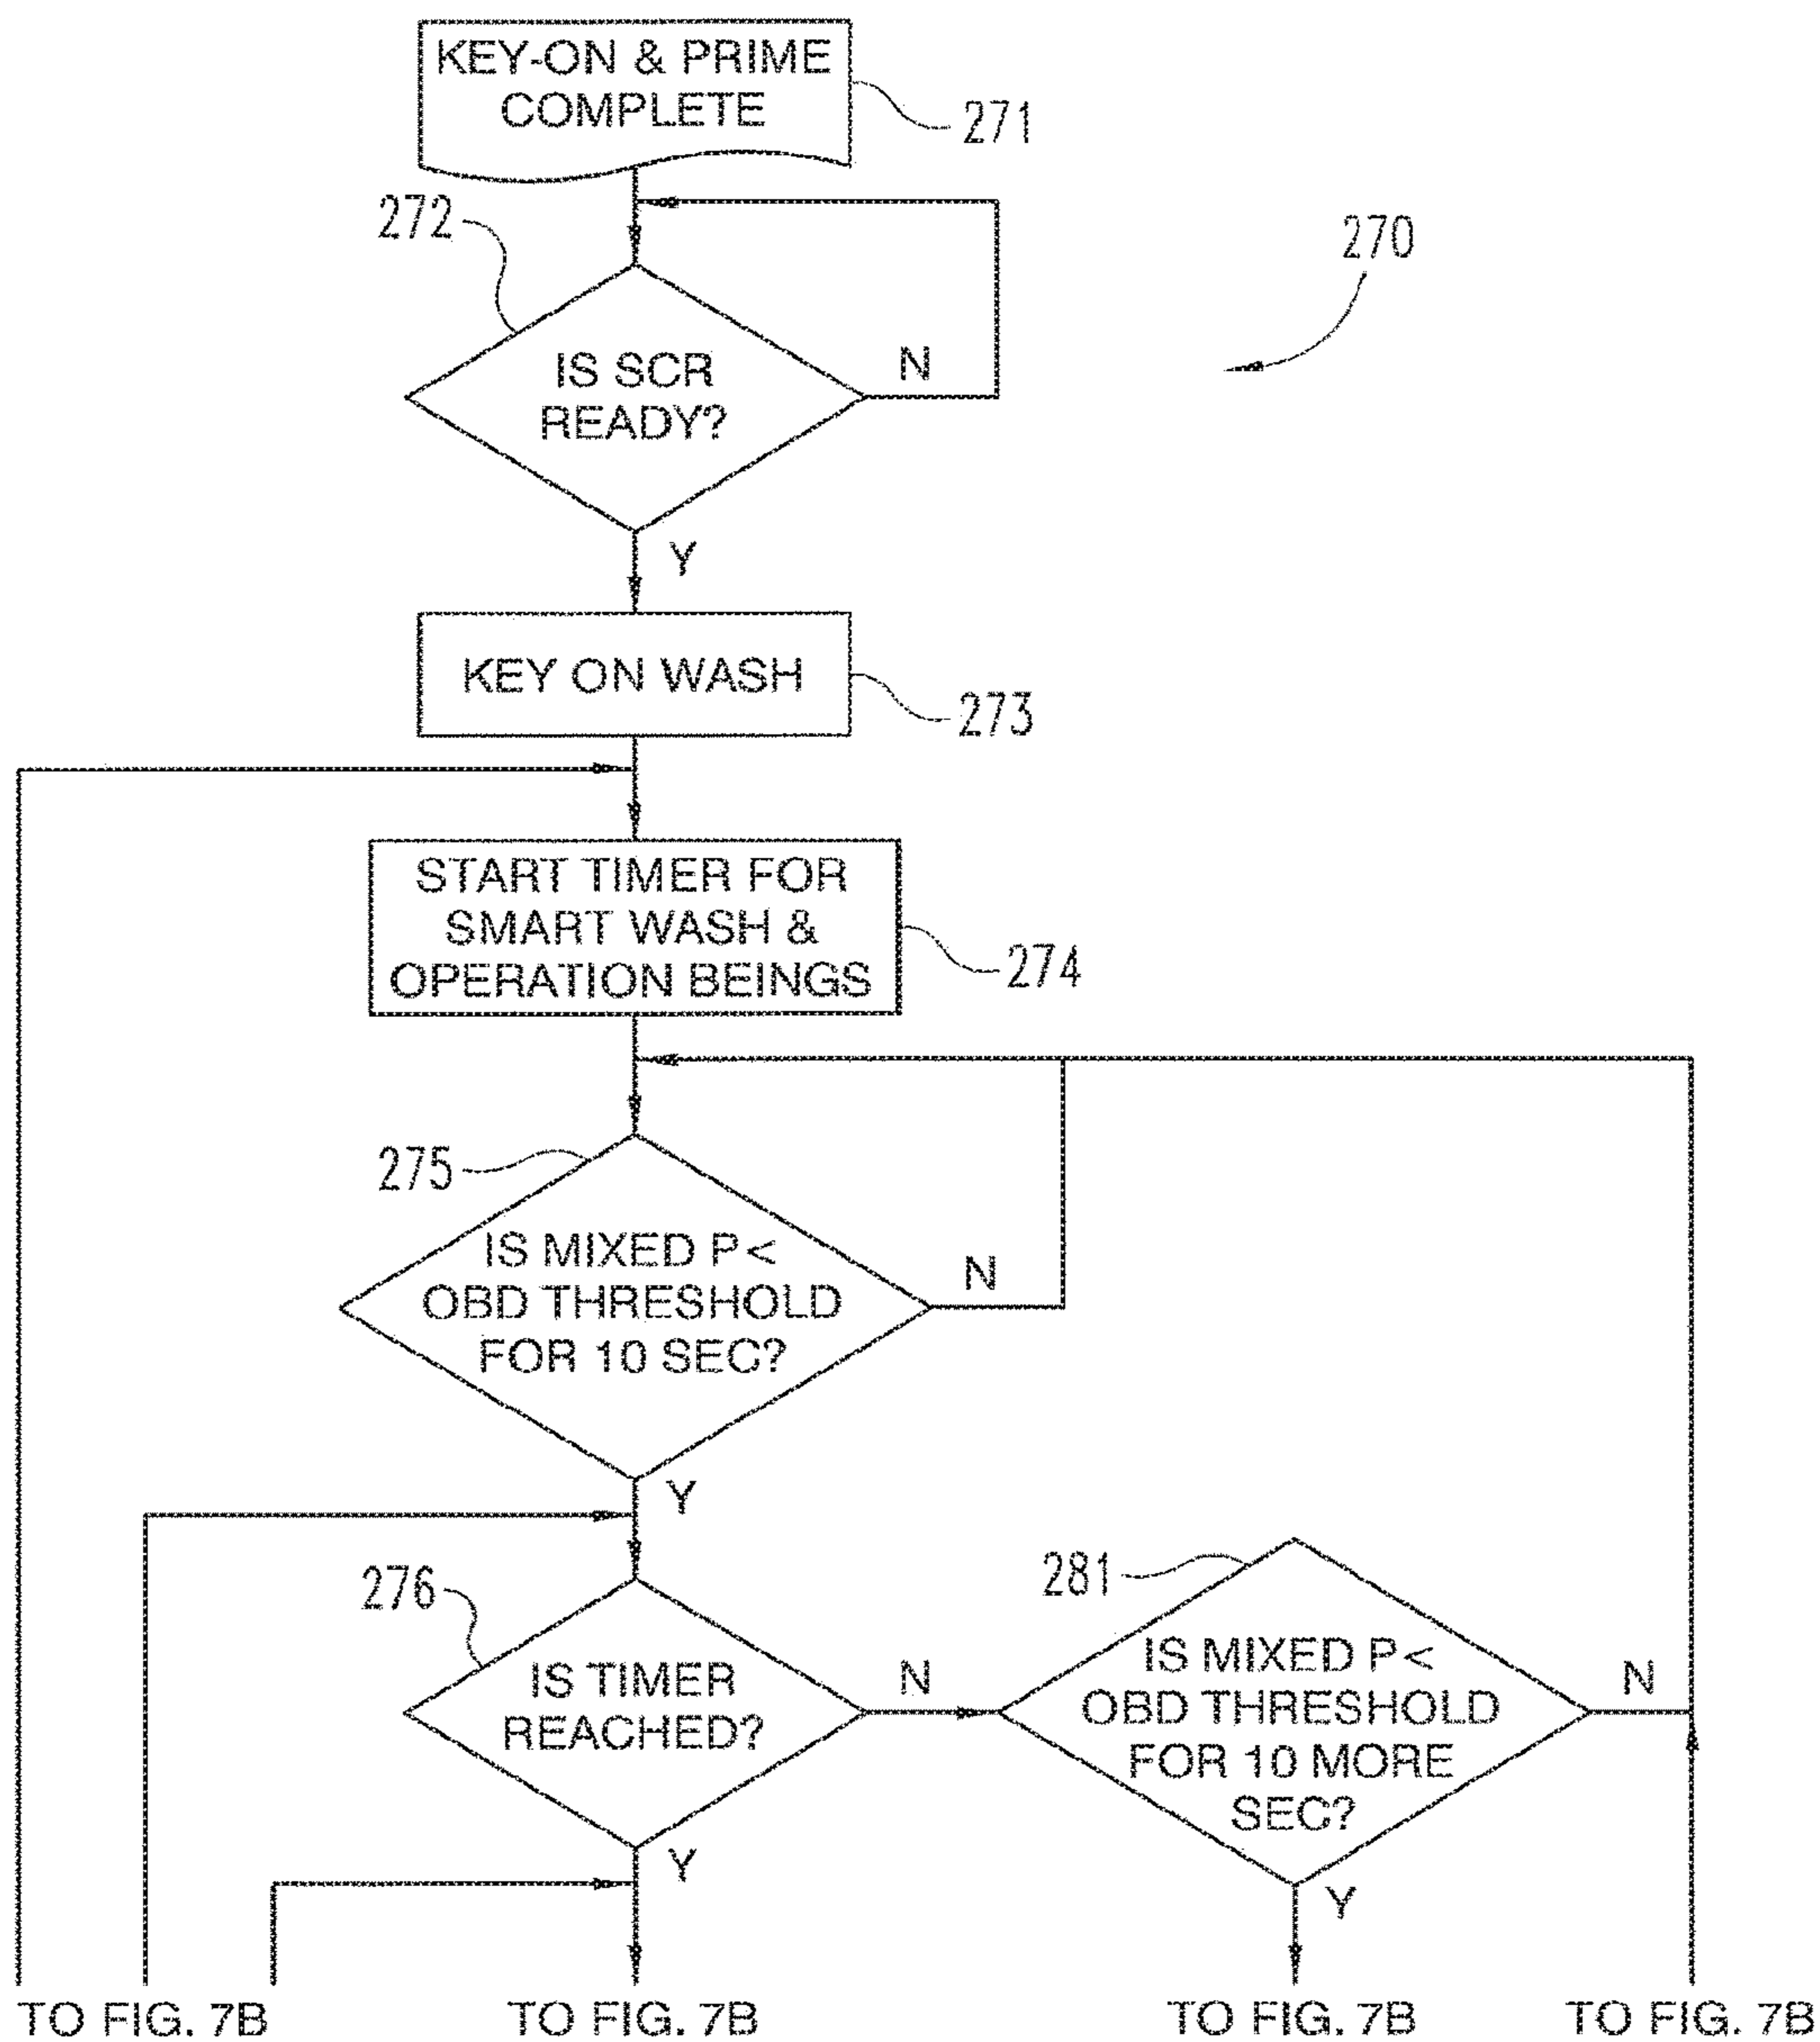 KEY-ON & PRIME
COMPLETE
271
272
270
IS SCR
READY?
N
Y
KEY ON WASH
273
START TIMER FOR
SMART WASH &
OPERATION BEINGS
274
275
IS MIXED P<
OBD THRESHOLD
FOR 10 SEC?
N
Y
276
IS TIMER
REACHED?
N
Y
281
IS MIXED P<
OBD THRESHOLD
FOR 10 MORE
SEC?
N
Y
TO FIG. 7B
TO FIG. 7B
TO FIG. 7B
TO FIG. 7B